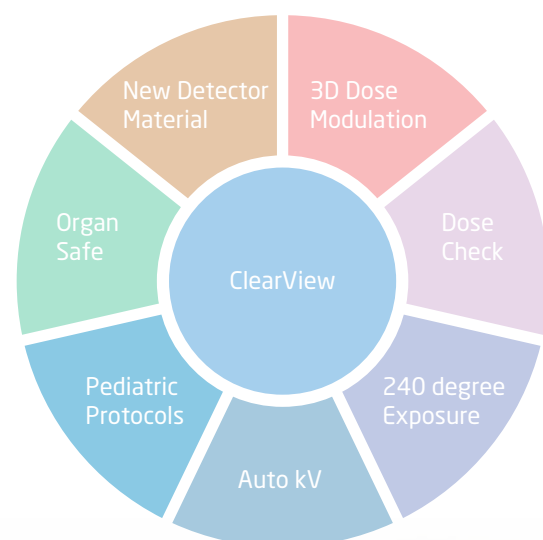 New Detector
Material
3D Dose
Modulation
Organ
Safe
Dose
Check
ClearView
Pediatric
Protocols
240 degree
Exposure
Auto kV